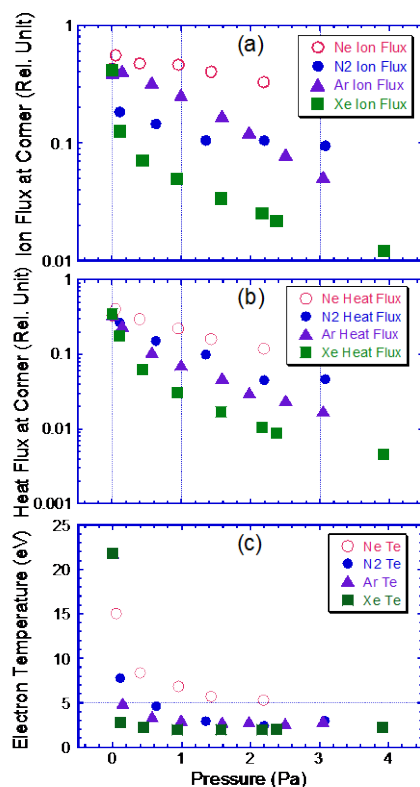 Ion Flux at Corner (Rel. Unit)
1
0.1
0.01
(a)
Ne Ion Flux
N2 Ion Flux
Ar Ion Flux
Xe Ion Flux
Heat Flux at Corner (Rel. Unit)
1
0.1
0.01
0.001
(b)
Ne Heat Flux
N2 Heat Flux
Ar Heat Flux
Xe Heat Flux
Electron Temperature (eV)
25
20
15
10
5
0
(c)
Ne Te
N2 Te
Ar Te
Xe Te
0 1 2 3 4
Pressure (Pa)